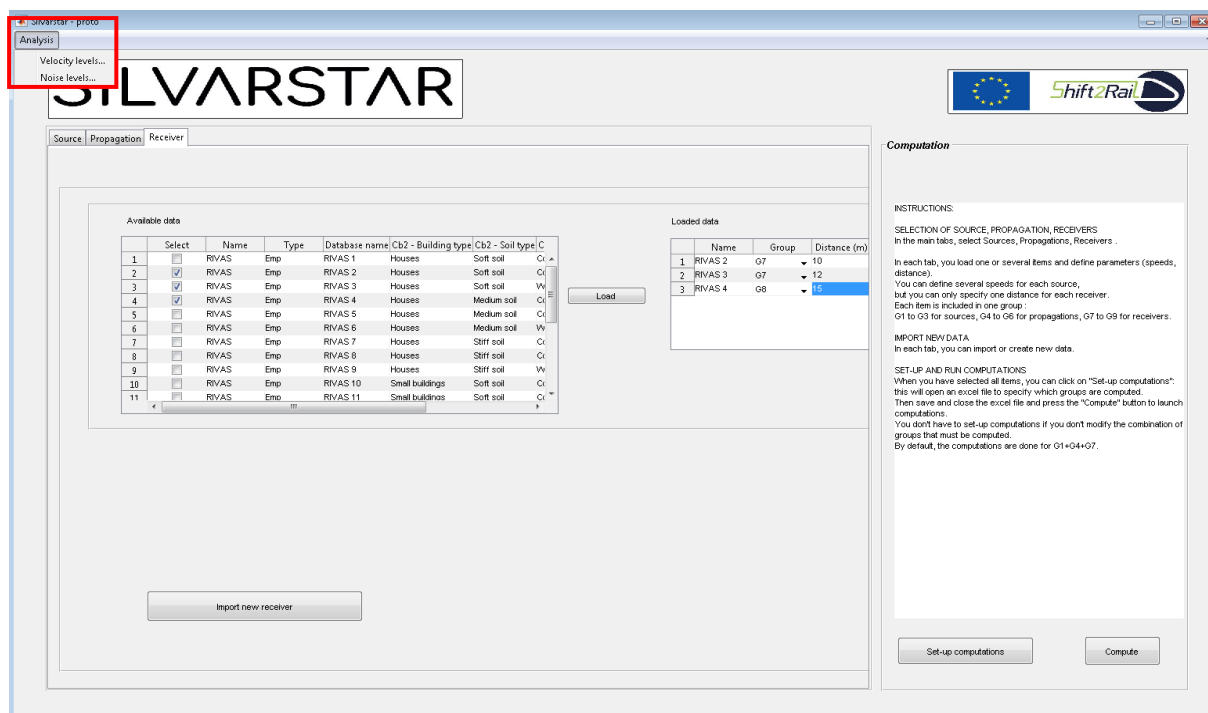 Silvarstar - proto
Analysis
Velocity levels...
Noise levels...
SILVARSTAR
Shift2Rail
Source Propagation Receiver
Available data
Select Name Type Database name Cb2 - Building type Cb2 - Soil type C
1 RIVAS Emp RIVAS 1 Houses Soft soil
2 RIVAS Emp RIVAS 2 Houses Soft soil
3 RIVAS Emp RIVAS 3 Houses Soft soil
4 RIVAS Emp RIVAS 4 Houses Medium soil
5 RIVAS Emp RIVAS 5 Houses Medium soil
6 RIVAS Emp RIVAS 6 Houses Medium soil
7 RIVAS Emp RIVAS 7 Houses Stiff soil
8 RIVAS Emp RIVAS 8 Houses Stiff soil
9 RIVAS Emp RIVAS 9 Houses Stiff soil
10 RIVAS Emp RIVAS 10 Small buildings Soft soil
11 RIVAS Emp RIVAS 11 Small buildings Soft soil
Load
Loaded data
Name Group Distance (m)
1 RIVAS 2 G7 10
2 RIVAS 3 G7 12
3 RIVAS 4 G8 15
Import new receiver
Computation
INSTRUCTIONS:
SELECTION OF SOURCE, PROPAGATION, RECEIVERS
In the main tabs, select Sources, Propagations, Receivers .
In each tab, you load one or several items and define parameters (speeds,
distance).
You can define several speeds for each source,
but you can only specify one distance for each receiver.
Each item is included in one group :
G1 to G3 for sources, G4 to G6 for propagations, G7 to G9 for receivers.
IMPORT NEW DATA
In each tab, you can import or create new data.
SET-UP AND RUN COMPUTATIONS
When you have selected all items, you can click on "Set-up computations":
this will open an excel file to specify which groups are computed.
Then save and close the excel file and press the "Compute" button to launch
computations.
You don't have to set-up computations if you don't modify the combination of
groups that must be computed.
By default, the computations are done for G1+G4+G7.
Set-up computations
Compute